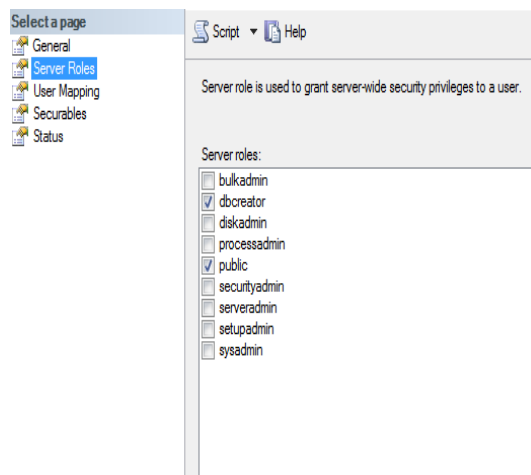 Select a page
General
Server Roles
User Mapping
Securables
Status
Script Help
Server role is used to grant server-wide security privileges to a user.
Server roles:
bulkadmin
dbcreator
diskadmin
processadmin
public
securityadmin
serveradmin
setupadmin
sysadmin